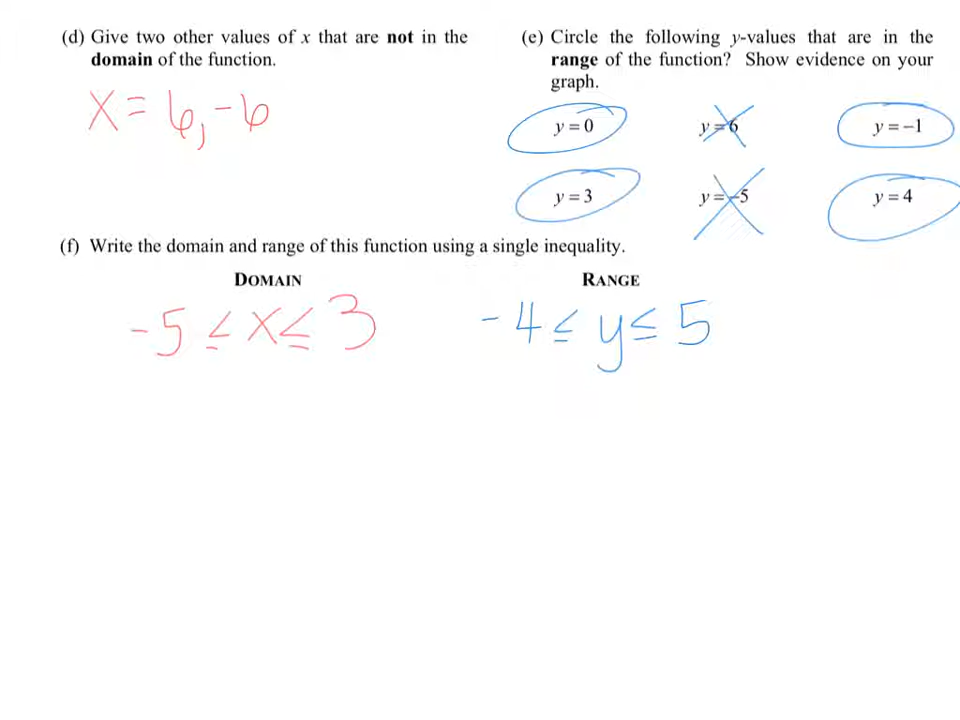 (d) Give two other values of x that are not in the
domain of the function.
x = 6, -6
(e) Circle the following y-values that are in the
range of the function? Show evidence on your
graph.
y = 0 y = 6 y = -1
y = 3 y = -5 y = 4
(f) Write the domain and range of this function using a single inequality.
DOMAIN RANGE
-5 ≤ x ≤ 3 -4 ≤ y ≤ 5